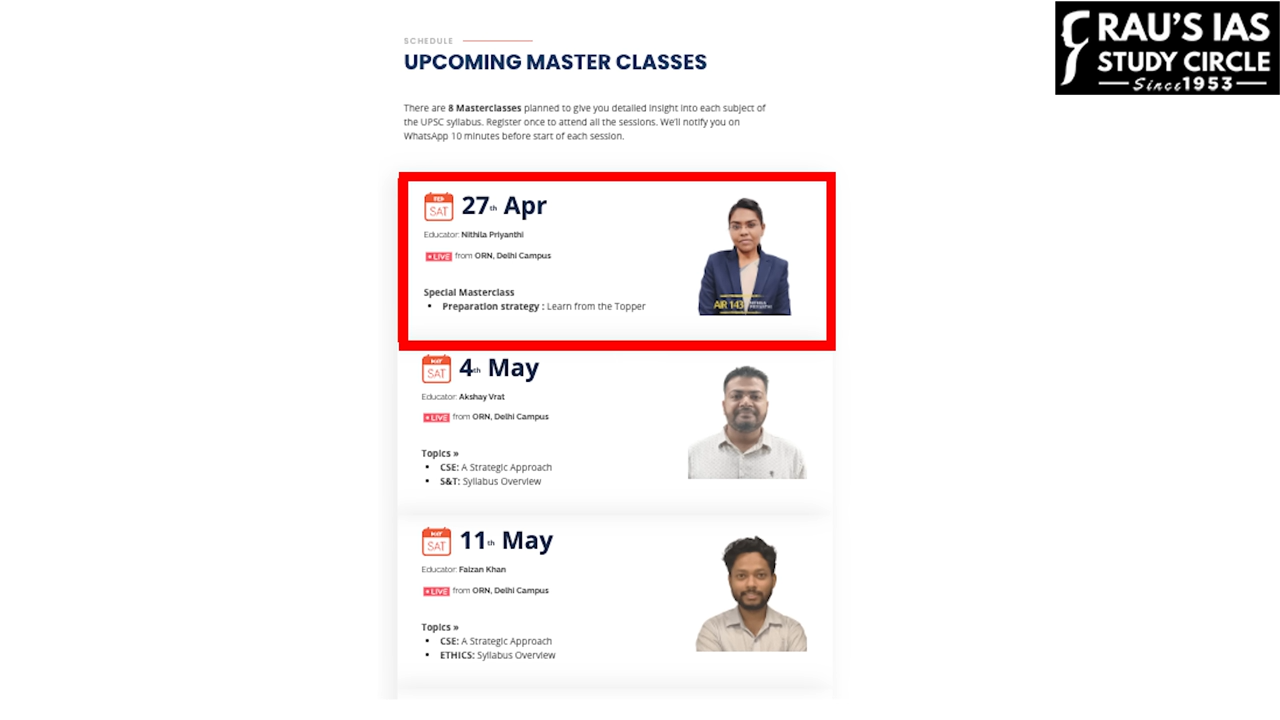 RAU'S IAS
STUDY CIRCLE
Since 1953
SCHEDULE
UPCOMING MASTER CLASSES
There are 8 Masterclasses planned to give you detailed insight into each subject of
the UPSC syllabus. Register once to attend all the sessions. We'll notify you on
WhatsApp 10 minutes before start of each session.
SAT
27th Apr
Educator: Nithila Priyanthi
LIVE from ORN, Delhi Campus
Special Masterclass
• Preparation strategy : Learn from the Topper
AIR 143
MAY
SAT
4th May
Educator: Akshay Vrat
LIVE from ORN, Delhi Campus
Topics »
• CSE: A Strategic Approach
• S&T: Syllabus Overview
MAY
SAT
11th May
Educator: Faizan Khan
LIVE from ORN, Delhi Campus
Topics »
• CSE: A Strategic Approach
• ETHICS: Syllabus Overview